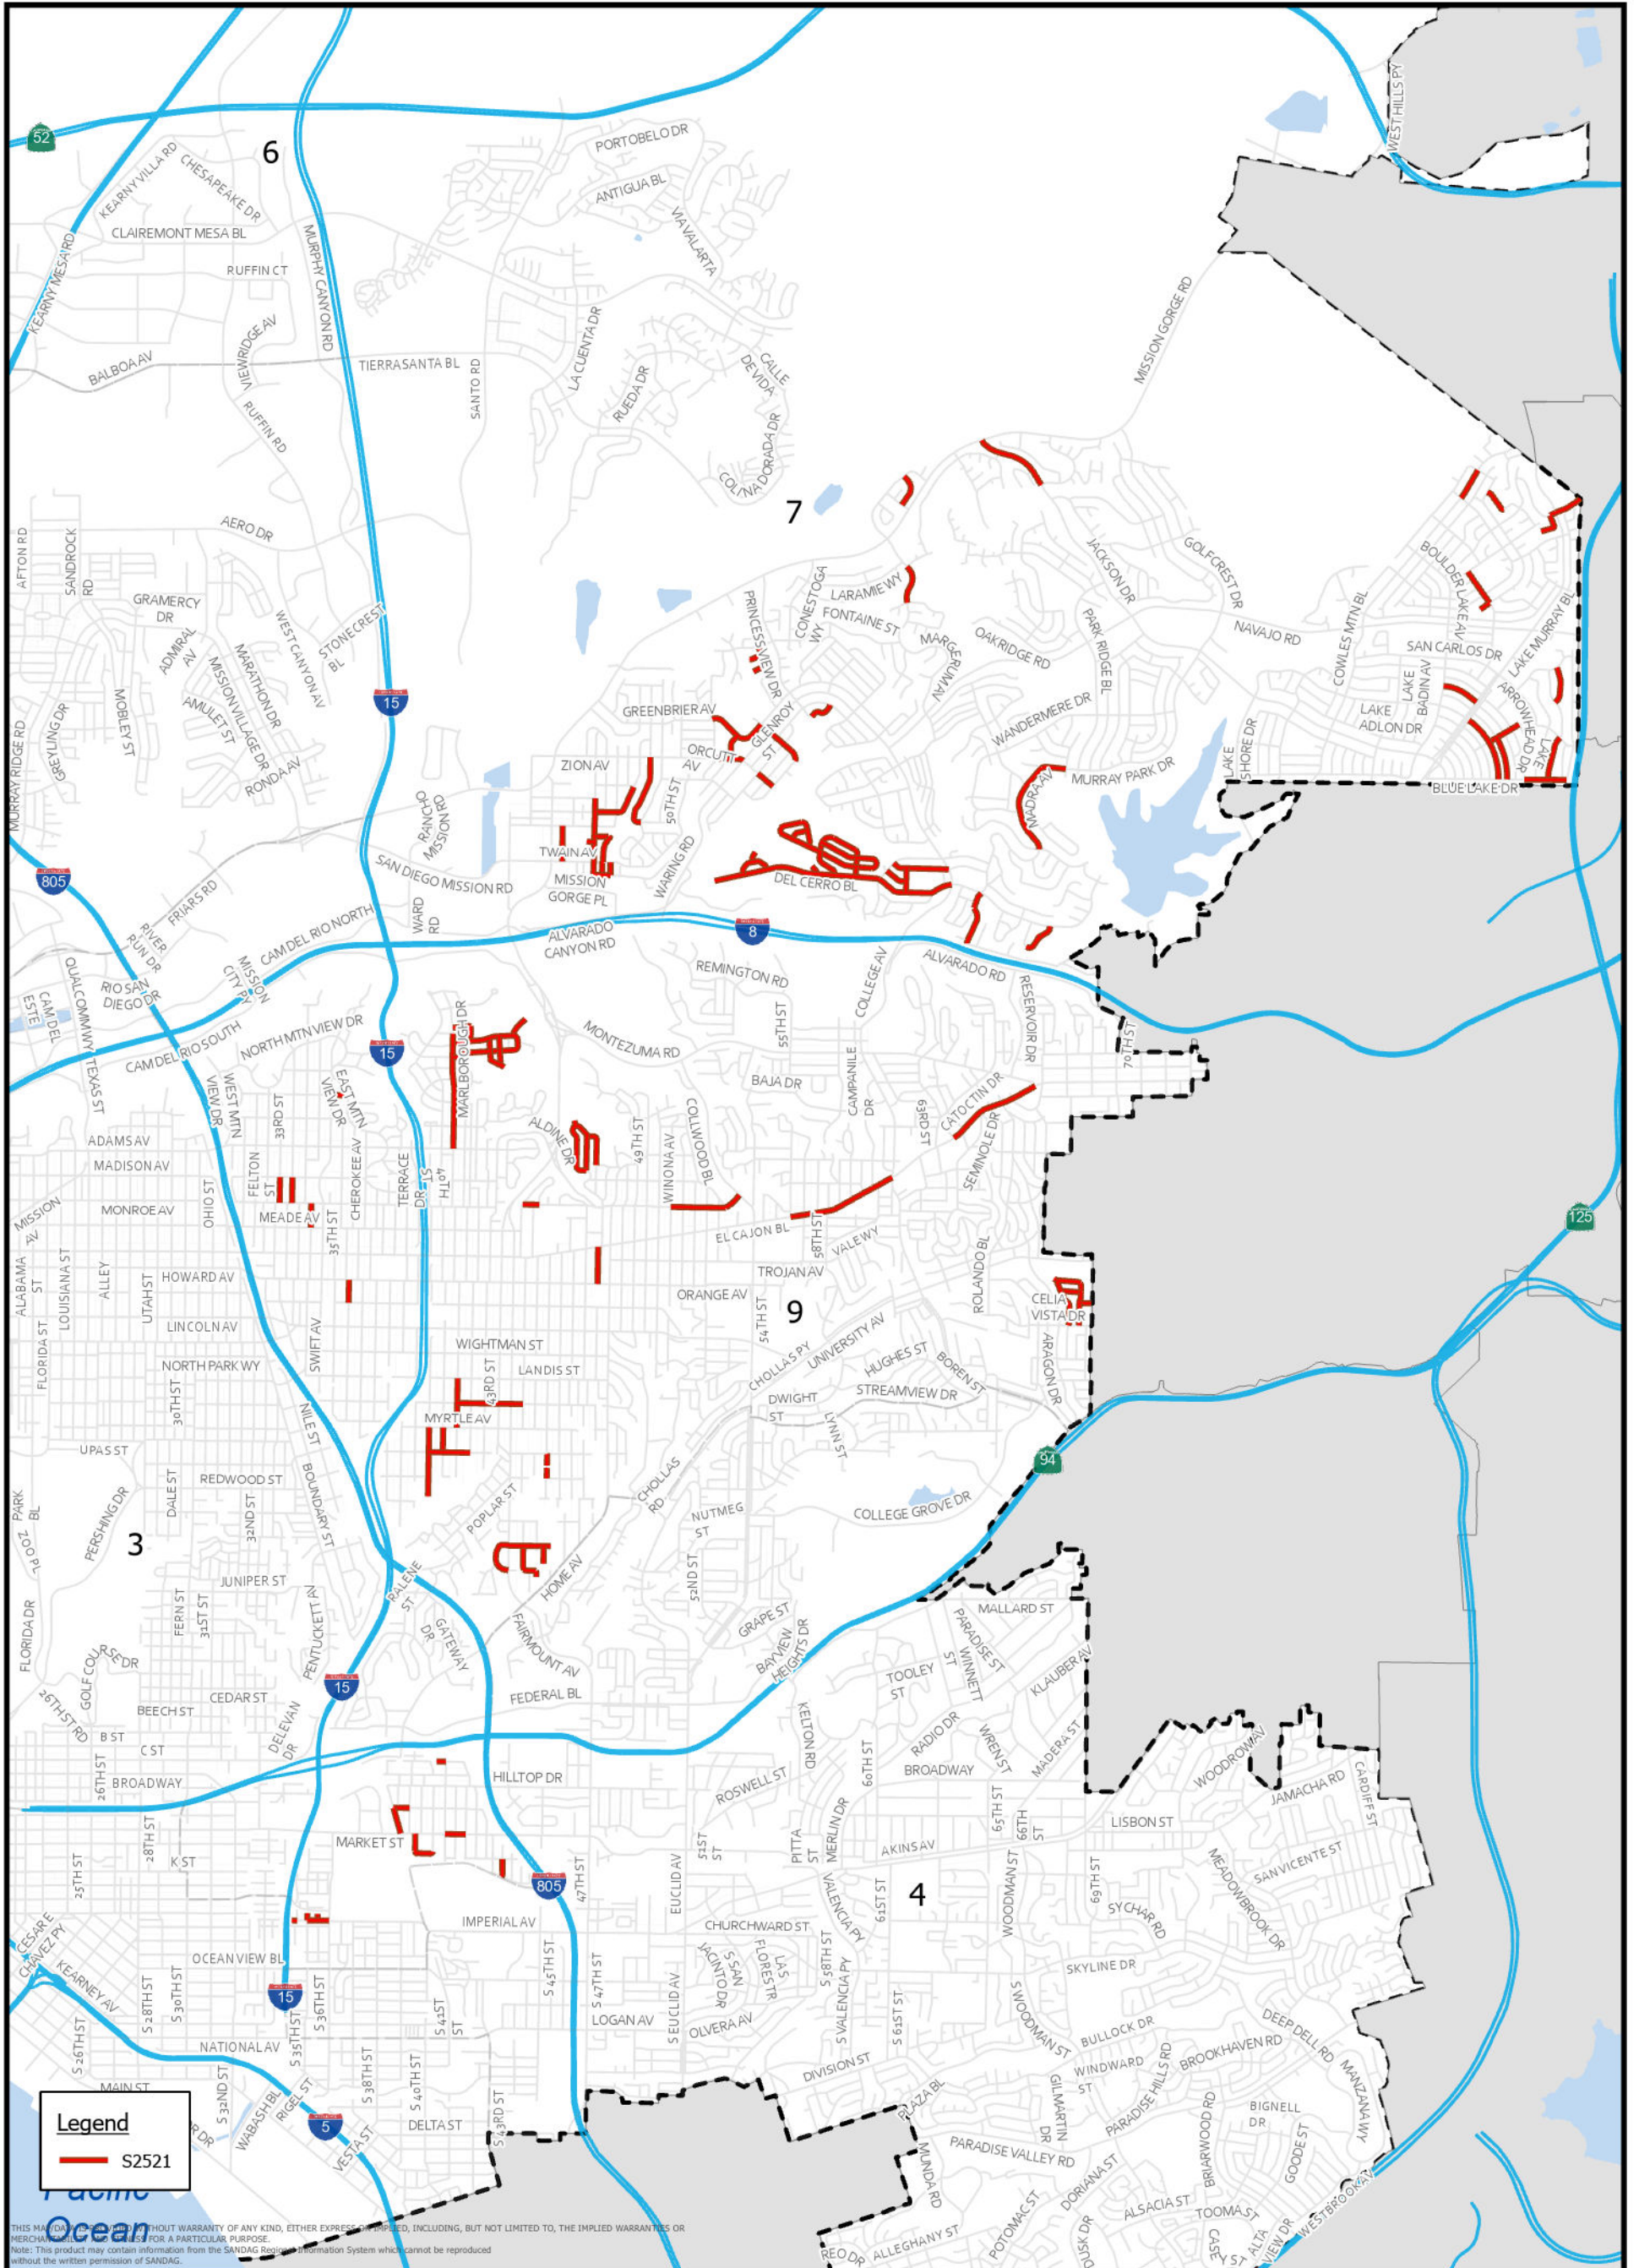 WEST HILLS PY
52
6
PORTOBELO DR
KEARNY VILLA RD
CHESAPEAKE DR
ANTIGUA BL
CLAIREMONT MESA BL
VIA VALARTA
MURPHY CANYON RD
RUFFIN CT
KEARNY MESA RD
MISSION GORGE RD
VIEWRIDGE AV
LA CUENTA DR
BALBOA AV
TIERRASANTA BL
SANTO RD
CALLE
DE VIDA
RUEDA DR
RUFFIN RD
COLINA DORADA DR
7
AERO DR
AFTON RD
SANDROCK
RD
JACKSON DR
GOLFCREST DR
BOULDER LAKE AV
GRAMERCY
DR
CONESTOGA
WY
LARAMIE WY
PRINCESS VIEW DR
FONTAINE ST
STONECREST
BL
WEST CANYON AV
ADMIRAL
AV
MARATHON DR
MISSION VILLAGE DR
AMULET ST
MARGERUM AV
OAKRIDGE RD
PARK RIDGE BL
NAVAJO RD
COWLES MTN BL
SAN CARLOS DR
LAKE MURRAY BL
LAKE
BADIN AV
ARROWHEAD DR
LAKE
MOBLEY ST
GREYLING DR
MURRAY RIDGE RD
15
GREENBRIER AV
GLENROY
ST
WANDERMERE DR
LAKE
ADLON DR
LAKE
SHORE DR
RONDA AV
ORCUTT
AV
ZION AV
MURRAY PARK DR
MADRA AV
BLUE LAKE DR
50TH ST
RANCHO
MISSION RD
TWAIN AV
WARING RD
SAN DIEGO MISSION RD
MISSION
GORGE PL
DEL CERRO BL
805
FRIARS RD
RIVER
RUN DR
WARD
RD
CAM DEL RIO NORTH
ALVARADO
CANYON RD
8
MISSION
CITY PY
COLLEGE AV
ALVARADO RD
REMINGTON RD
RIO SAN
DIEGO DR
QUALCOMM WY
CAM DEL
ESTE
RESERVOIR DR
55TH ST
MARLBOROUGH DR
NORTH MTN VIEW DR
CAM DEL RIO SOUTH
MONTEZUMA RD
70TH ST
15
TEXAS ST
WEST MTN
VIEW DR
EAST MTN
VIEW DR
BAJA DR
CAMPANILE
DR
33RD ST
CATOCTIN DR
63RD ST
COLLWOOD BL
ALDINE DR
49TH ST
SEMINOLE DR
ADAMS AV
MADISON AV
WINONA AV
CHEROKEE AV
TERRACE
DR
40TH
ST
FELTON
ST
OHIO ST
MONROE AV
MEADE AV
MISSION
AV
35TH ST
125
EL CAJON BL
58TH ST
VALE WY
ROLANDO BL
TROJAN AV
HOWARD AV
ALABAMA
ST
LOUISIANA ST
ALLEY
UTAH ST
ORANGE AV
9
CELIA
VISTA DR
54TH ST
LINCOLN AV
SWIFT AV
FLORIDA ST
WIGHTMAN ST
UNIVERSITY AV
CHOLLAS PY
HUGHES ST
BOREN ST
ARAGON DR
NORTH PARK WY
LANDIS ST
43RD ST
30TH ST
DWIGHT
ST
STREAMVIEW DR
NILE ST
MYRTLE AV
LYNN ST
UPAS ST
94
REDWOOD ST
BOUNDARY ST
DALE ST
PERSHING DR
32ND ST
POPLAR ST
CHOLLAS
RD
NUTMEG
ST
COLLEGE GROVE DR
PARK
BL
ZOO PL
3
HOME AV
52ND ST
JUNIPER ST
RALENE
ST
PENTUCKETT AV
FERN ST
31ST ST
FLORIDA DR
GRAPE ST
MALLARD ST
PARADISE ST
GATEWAY
DR
FAIRMOUNT AV
BAYVIEW
HEIGHTS DR
WINNETT
ST
KLAUBER AV
TOOLEY
ST
GOLF COURSE DR
15
26TH ST RD
CEDAR ST
FEDERAL BL
BEECH ST
DELEVAN
DR
KELTON RD
RADIO DR
WREN ST
MADERA ST
WOODROW AV
B ST
C ST
60TH ST
BROADWAY
26TH ST
BROADWAY
HILLTOP DR
ROSWELL ST
JAMACHA RD
CARDIFF ST
65TH ST
66TH
ST
LISBON ST
MERLIN DR
28TH ST
MARKET ST
51ST
ST
PITTA
ST
AKINS AV
K ST
25TH ST
SAN VICENTE ST
MEADOWBROOK DR
805
47TH ST
EUCLID AV
WOODMAN ST
69TH ST
VALENCIA PY
61ST ST
4
SYCHAR RD
IMPERIAL AV
CHURCHWARD ST
CESAR E
CHAVEZ PY
OCEAN VIEW BL
S 45TH ST
S SAN
JACINTO DR
LAS
FLORES TR
S 58TH ST
SKYLINE DR
KEARNEY AV
S 28TH ST
S 30TH ST
15
S 36TH ST
S 35TH ST
S 47TH ST
S VALENCIA PY
S 61ST ST
S WOODMAN ST
S EUCLID AV
S 41ST
ST
LOGAN AV
OLVERA AV
BULLOCK DR
DEEP DELL RD
NATIONAL AV
S 26TH ST
S 38TH ST
S 40TH ST
DIVISION ST
WINDWARD
ST
BROOKHAVEN RD
PARADISE HILLS RD
MANZANA WY
MAIN ST
S 32ND ST
WABASH BL
RIGEL ST
PLAZA BL
GILMARTIN
DR
BRIARWOOD RD
BIGNELL
DR
5
VESTA ST
DELTA ST
S 43RD ST
PARADISE VALLEY RD
GOODE ST
MUNDA RD
DORIANA ST
ALSACIA ST
TOOMA ST
WESTBROOK AV
POTOMAC ST
ALTA
VIEW DR
CASEY ST
DUSK DR
REO DR
ALLEGHANY ST
Legend
S2521
Pacific
Ocean
THIS MAP/DATA IS PROVIDED WITHOUT WARRANTY OF ANY KIND, EITHER EXPRESS OR IMPLIED, INCLUDING, BUT NOT LIMITED TO, THE IMPLIED WARRANTIES OF
MERCHANTABILITY AND FITNESS FOR A PARTICULAR PURPOSE.
Note: This product may contain information from the SANDAG Regional Information System which cannot be reproduced
without the written permission of SANDAG.